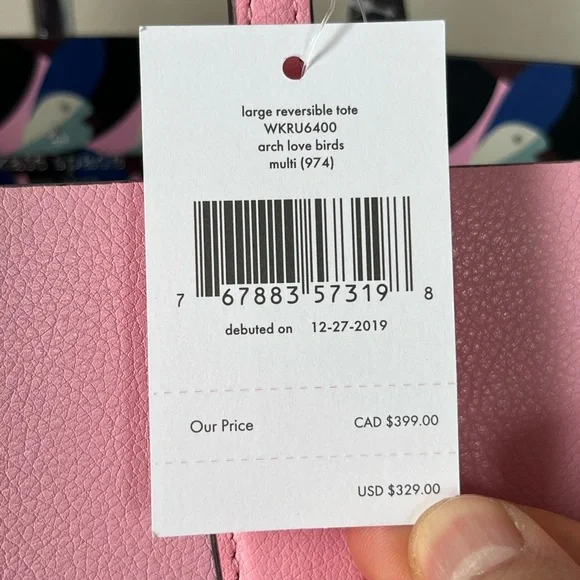 large reversible tote
WKRU6400
arch love birds
multi (974)
7 67883 57319 8
debuted on 12-27-2019
Our Price CAD $399.00
USD $329.00